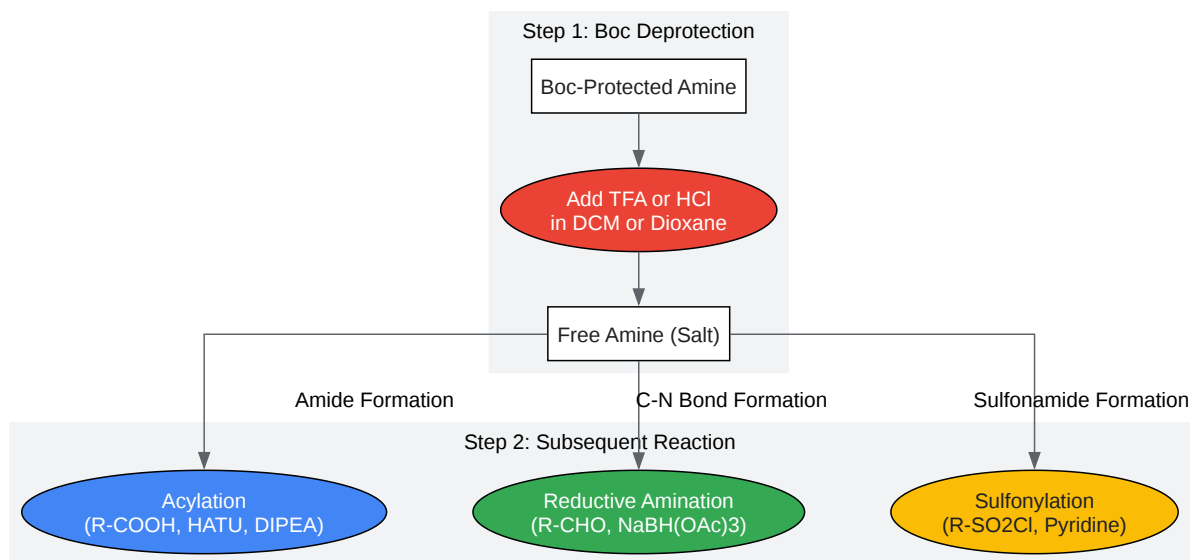 Step 1: Boc Deprotection
Boc-Protected Amine
Add TFA or HCl
in DCM or Dioxane
Free Amine (Salt)
Amide Formation
C-N Bond Formation
Sulfonamide Formation
Step 2: Subsequent Reaction
Acylation
(R-COOH, HATU, DIPEA)
Reductive Amination
(R-CHO, NaBH(OAc)3)
Sulfonylation
(R-SO2Cl, Pyridine)